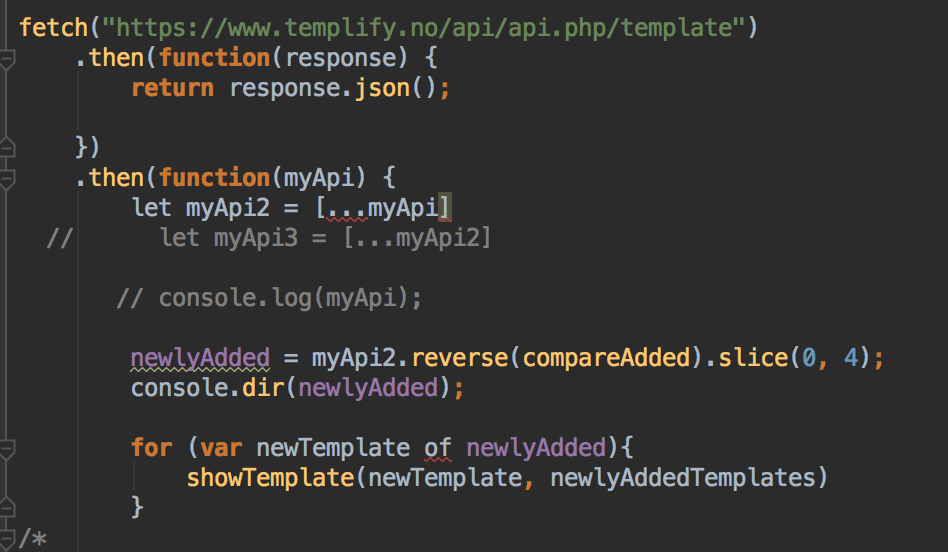 fetch("https://www.templify.no/api/api.php/template")
.then(function(response) {
return response.json();
})
.then(function(myApi) {
let myApi2 = [...myApi]
// let myApi3 = [...myApi2]
// console.log(myApi);
newlyAdded = myApi2.reverse(compareAdded).slice(0, 4);
console.dir(newlyAdded);
for (var newTemplate of newlyAdded){
showTemplate(newTemplate, newlyAddedTemplates)
}
/*